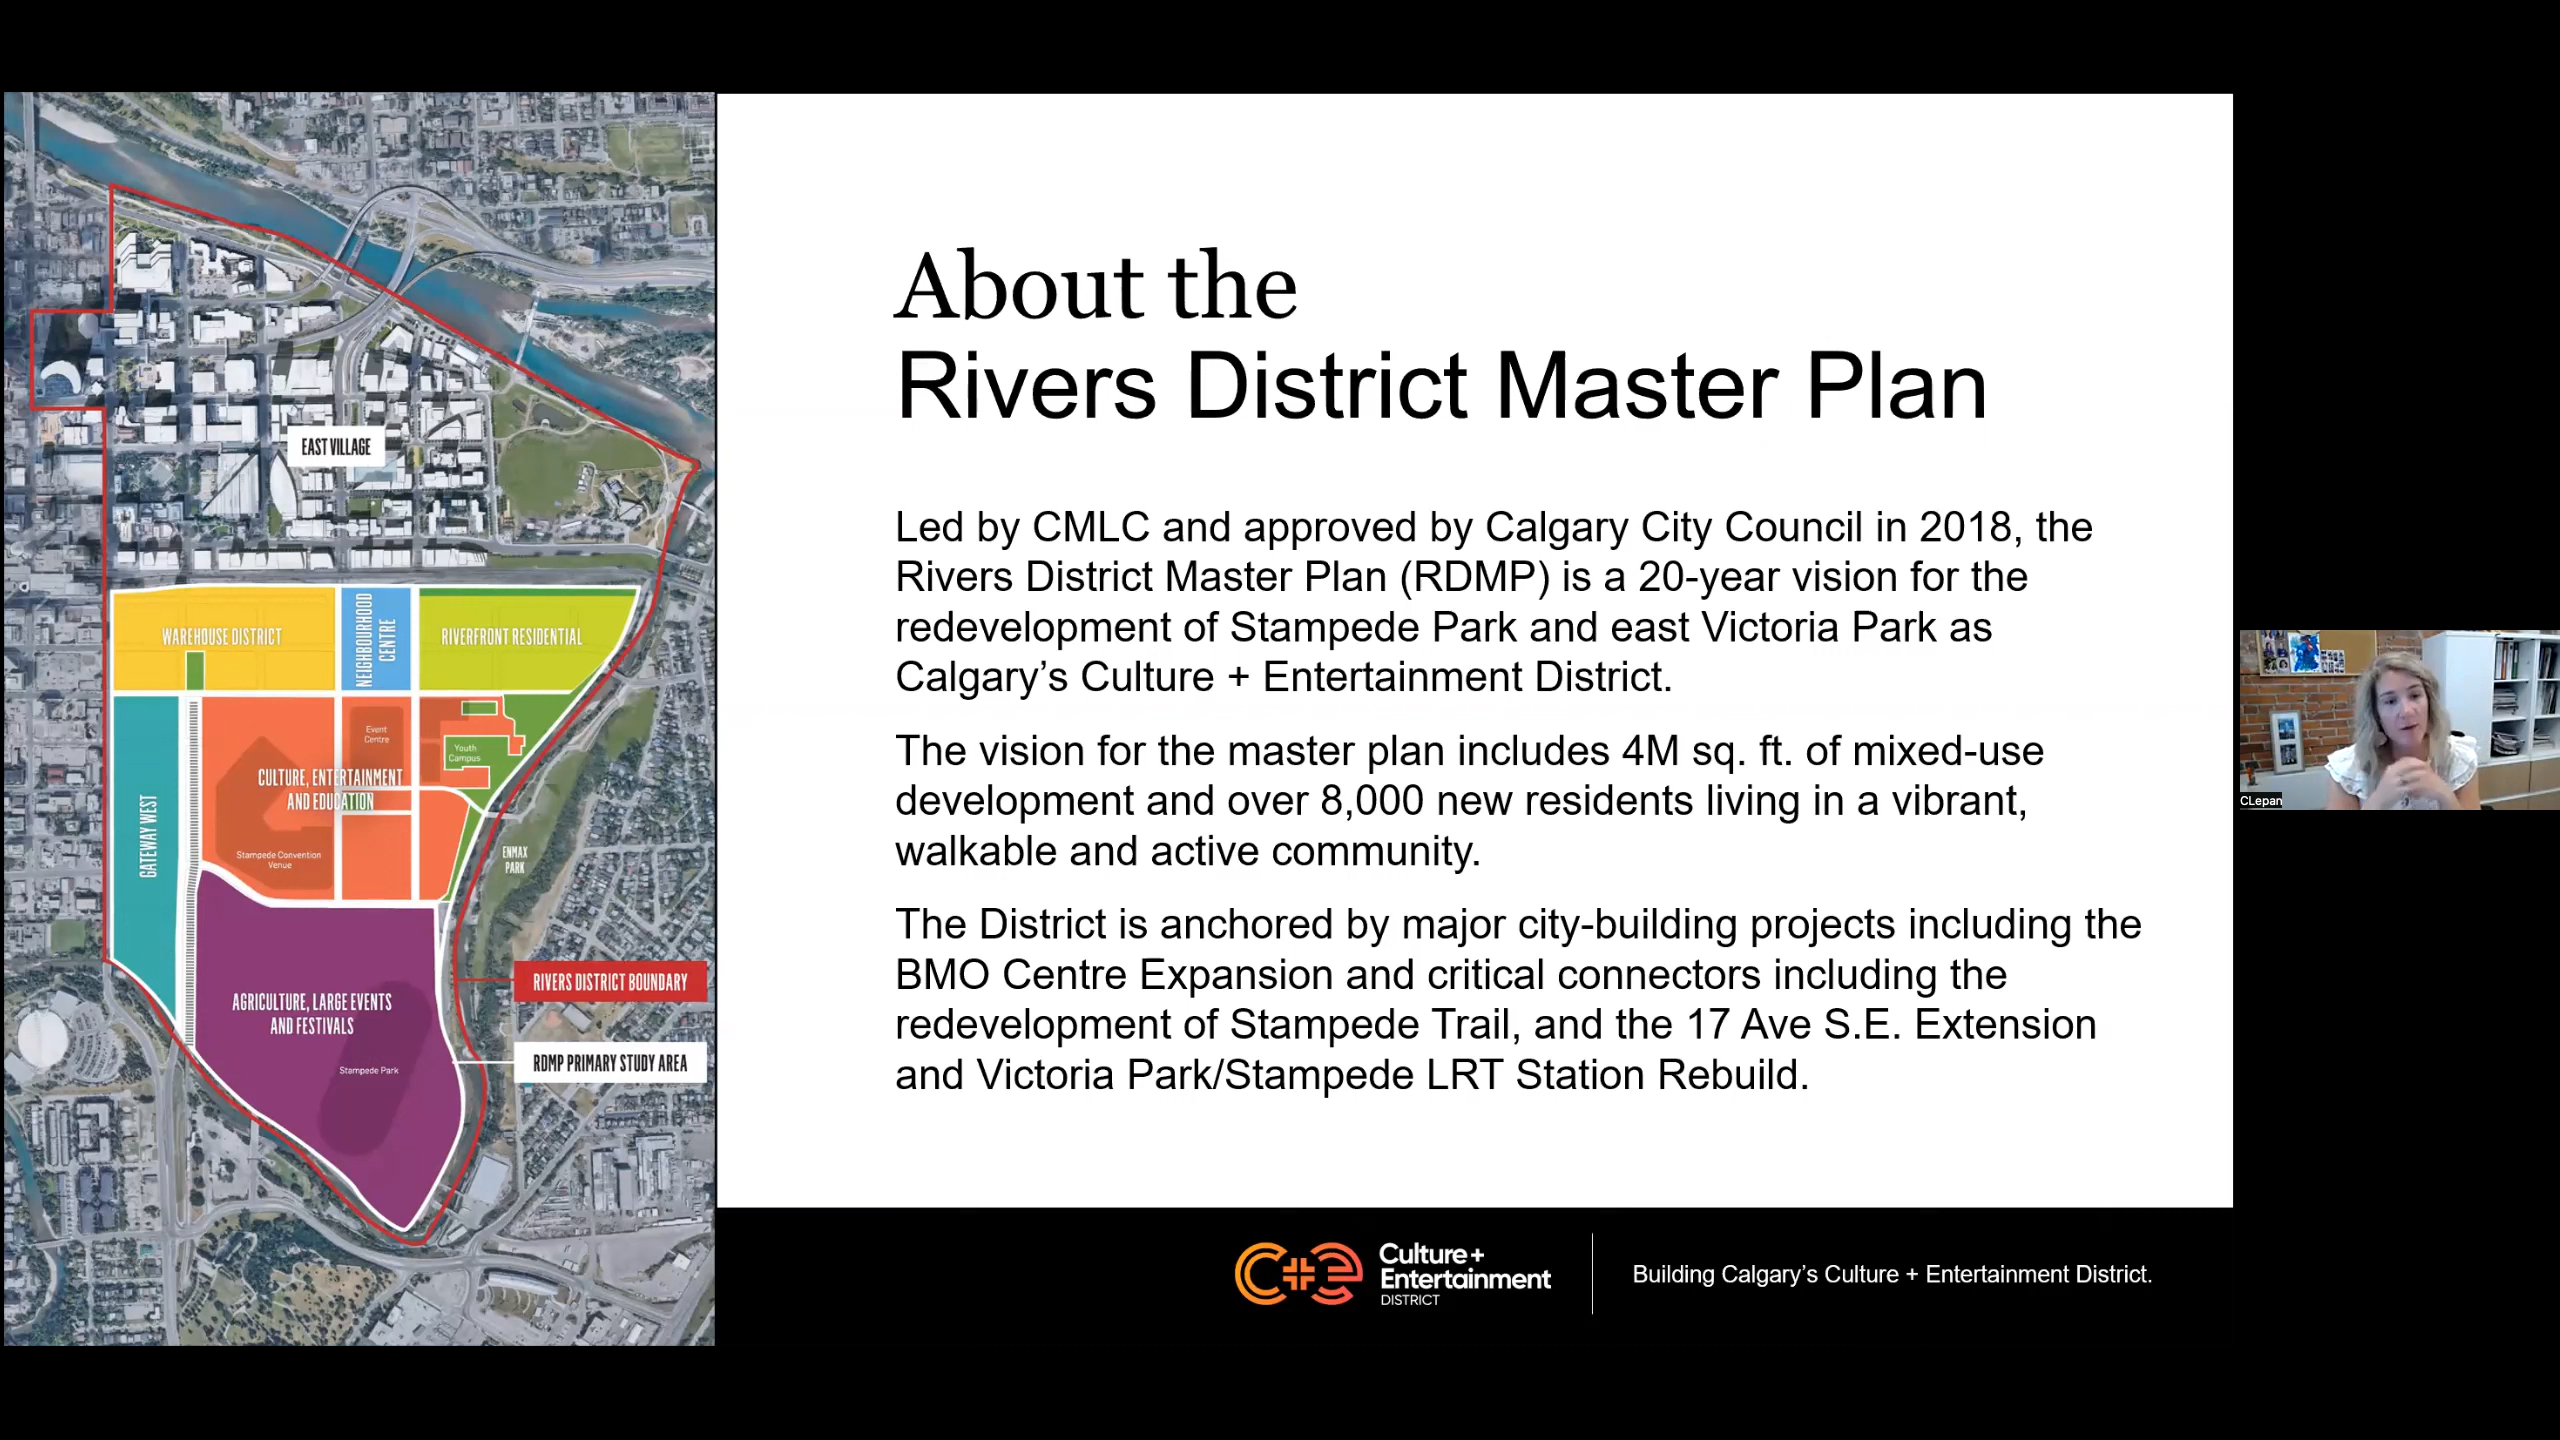 EAST VILLAGE
WAREHOUSE DISTRICT
NEIGHBOURHOOD
CENTRE
RIVERFRONT RESIDENTIAL
Event
Centre
Youth
Campus
CULTURE, ENTERTAINMENT
AND EDUCATION
GATEWAY WEST
Stampede Convention
Venue
ENMAX
PARK
RIVERS DISTRICT BOUNDARY
AGRICULTURE, LARGE EVENTS
AND FESTIVALS
RDMP PRIMARY STUDY AREA
Stampede Park
About the
Rivers District Master Plan
Led by CMLC and approved by Calgary City Council in 2018, the
Rivers District Master Plan (RDMP) is a 20-year vision for the
redevelopment of Stampede Park and east Victoria Park as
Calgary’s Culture + Entertainment District.
The vision for the master plan includes 4M sq. ft. of mixed-use
development and over 8,000 new residents living in a vibrant,
walkable and active community.
The District is anchored by major city-building projects including the
BMO Centre Expansion and critical connectors including the
redevelopment of Stampede Trail, and the 17 Ave S.E. Extension
and Victoria Park/Stampede LRT Station Rebuild.
C+E
Culture +
Entertainment
DISTRICT
Building Calgary’s Culture + Entertainment District.
CLepan